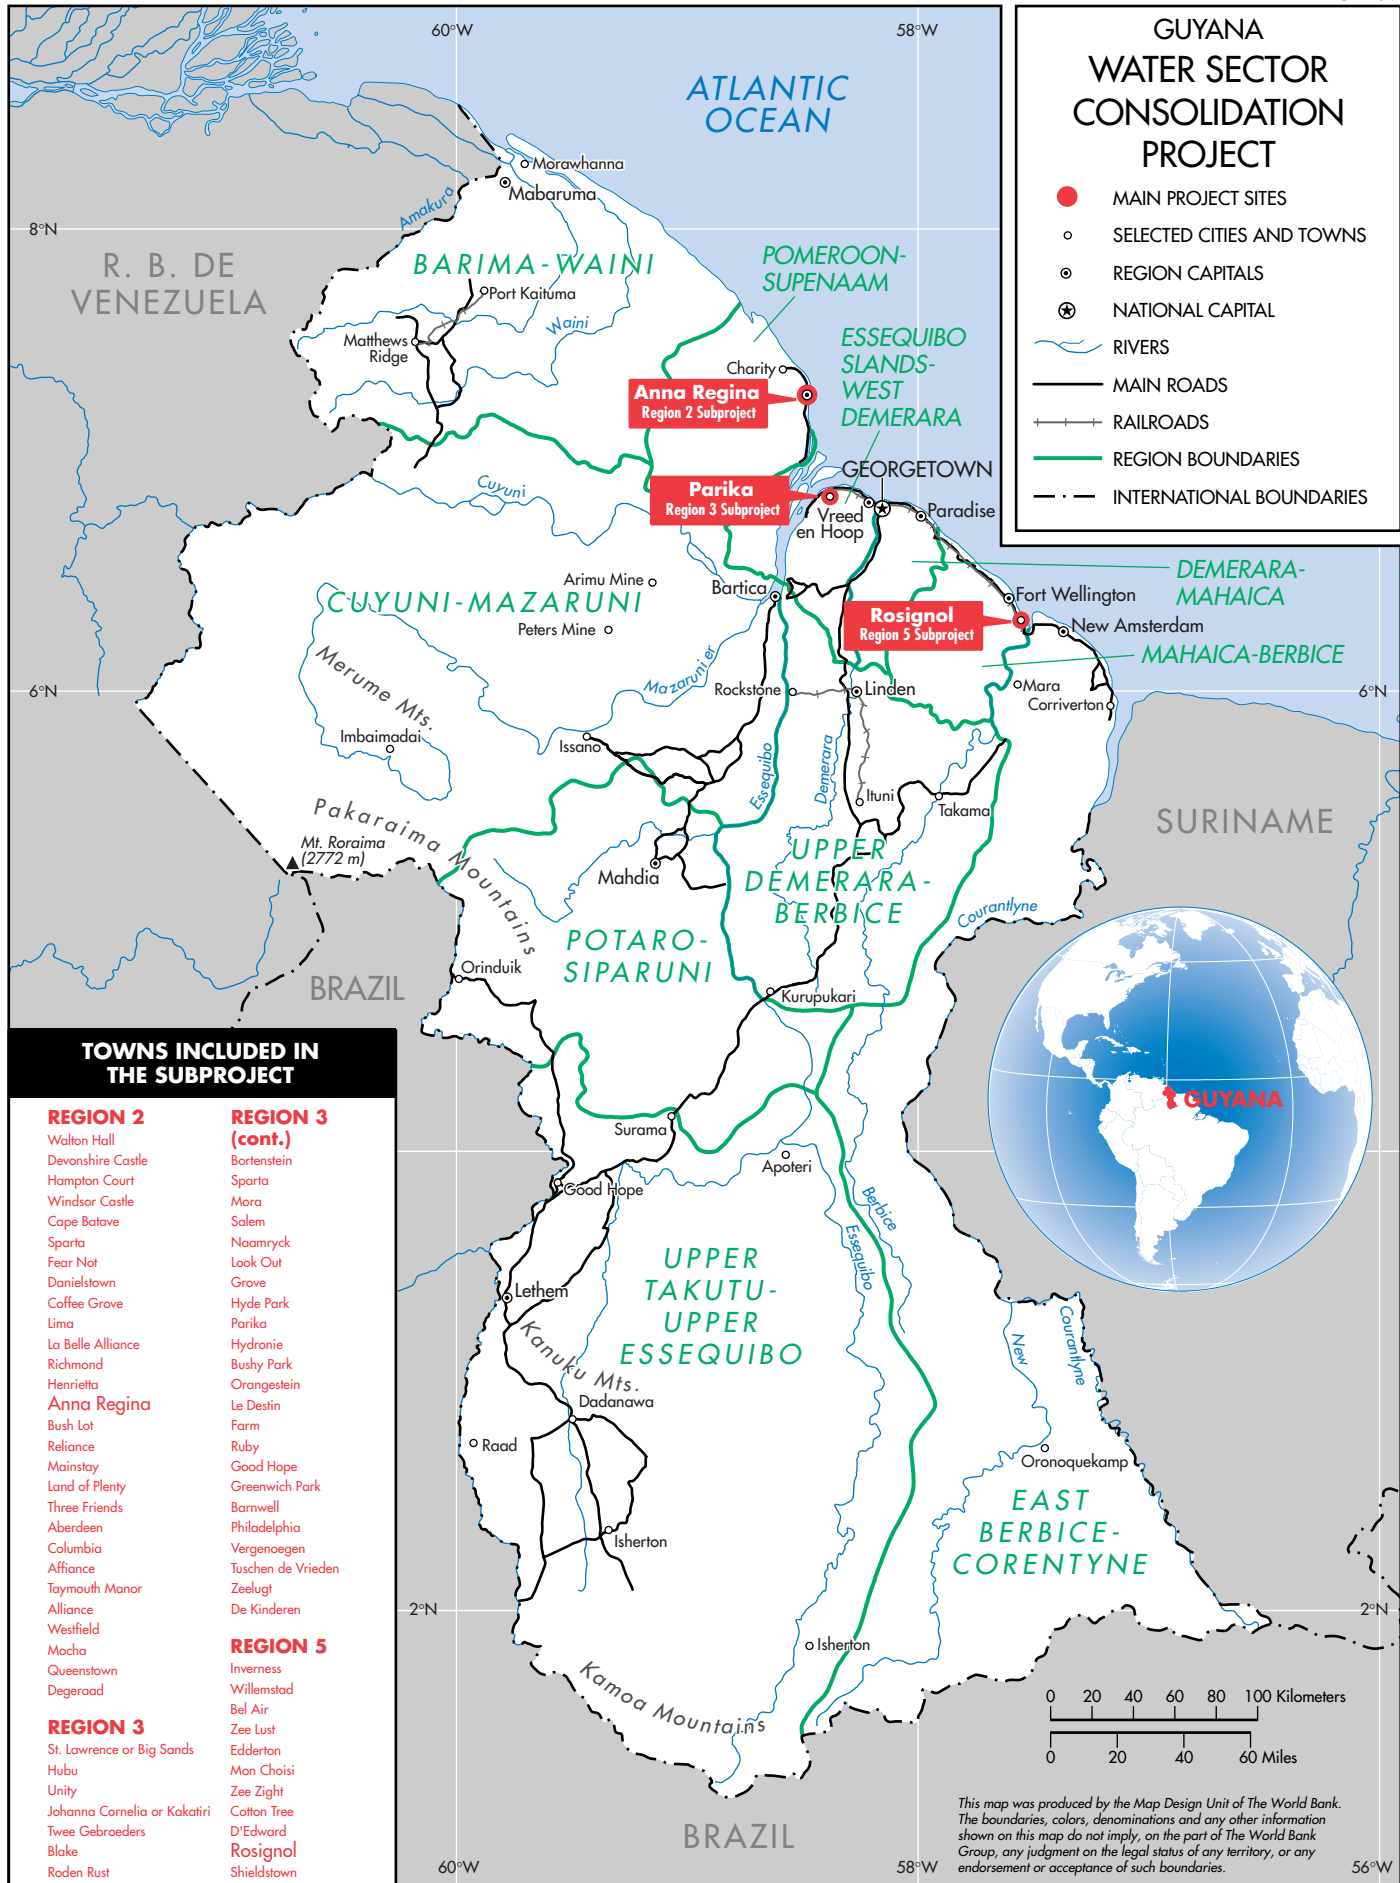 60°W
58°W
GUYANA
WATER SECTOR
CONSOLIDATION
PROJECT
MAIN PROJECT SITES
SELECTED CITIES AND TOWNS
REGION CAPITALS
NATIONAL CAPITAL
RIVERS
MAIN ROADS
RAILROADS
REGION BOUNDARIES
INTERNATIONAL BOUNDARIES
ATLANTIC
OCEAN
Morawhanna
Mabaruma
Amakura
8°N
R. B. DE
VENEZUELA
BARIMA-WAINI
POMEROON-
SUPENAAM
Port Kaituma
Waini
Matthews
Ridge
ESSEQUIBO
SLANDS-
WEST
DEMERARA
Charity
Anna Regina
Region 2 Subproject
GEORGETOWN
Cuyuni
Parika
Region 3 Subproject
Vreed
en Hoop
Paradise
DEMERARA-
MAHAICA
Arimu Mine
Bartica
Fort Wellington
CUYUNI-MAZARUNI
Peters Mine
Rosignol
Region 5 Subproject
New Amsterdam
MAHAICA-BERBICE
Merume Mts.
Mazarunier
6°N
Rockstone
Linden
Mara
Corriverton
6°N
Imbaimadai
Issano
Essequibo
Demerara
Ituni
Takama
SURINAME
Pakaraima Mountains
Mt. Roraima
(2772 m)
Mahdia
UPPER
DEMERARA-
BERBICE
Courantlyne
POTARO-
SIPARUNI
Orinduik
BRAZIL
Kurupukari
GUYANA
Surama
Apoteri
Good Hope
Berbice
Essequibo
UPPER
TAKUTU-
UPPER
ESSEQUIBO
Lethem
Kanuku Mts.
New
Courantlyne
Dadanawa
Raad
Oronoquekamp
EAST
BERBICE-
CORENTYNE
Isherton
2°N
2°N
Isherton
Kamoa Mountains
BRAZIL
0 20 40 60 80 100 Kilometers
0 20 40 60 Miles
This map was produced by the Map Design Unit of The World Bank.
The boundaries, colors, denominations and any other information
shown on this map do not imply, on the part of The World Bank
Group, any judgment on the legal status of any territory, or any
endorsement or acceptance of such boundaries.
60°W
58°W
56°W
TOWNS INCLUDED IN
THE SUBPROJECT
REGION 2
Walton Hall
Devonshire Castle
Hampton Court
Windsor Castle
Cape Batave
Sparta
Fear Not
Danielstown
Coffee Grove
Lima
La Belle Alliance
Richmond
Henrietta
Anna Regina
Bush Lot
Reliance
Mainstay
Land of Plenty
Three Friends
Aberdeen
Columbia
Affiance
Taymouth Manor
Alliance
Westfield
Mocha
Queenstown
Degeraad
REGION 3
St. Lawrence or Big Sands
Hubu
Unity
Johanna Cornelia or Kakatiri
Twee Gebroeders
Blake
Roden Rust
REGION 3
(cont.)
Bortenstein
Sparta
Mora
Salem
Naamryck
Look Out
Grove
Hyde Park
Parika
Hydronie
Bushy Park
Orangestein
Le Destin
Farm
Ruby
Good Hope
Greenwich Park
Barnwell
Philadelphia
Vergenoegen
Tuschen de Vrieden
Zeelugt
De Kinderen
REGION 5
Inverness
Willemstad
Bel Air
Zee Lust
Edderton
Mon Choisi
Zee Zight
Cotton Tree
D'Edward
Rosignol
Shieldstown